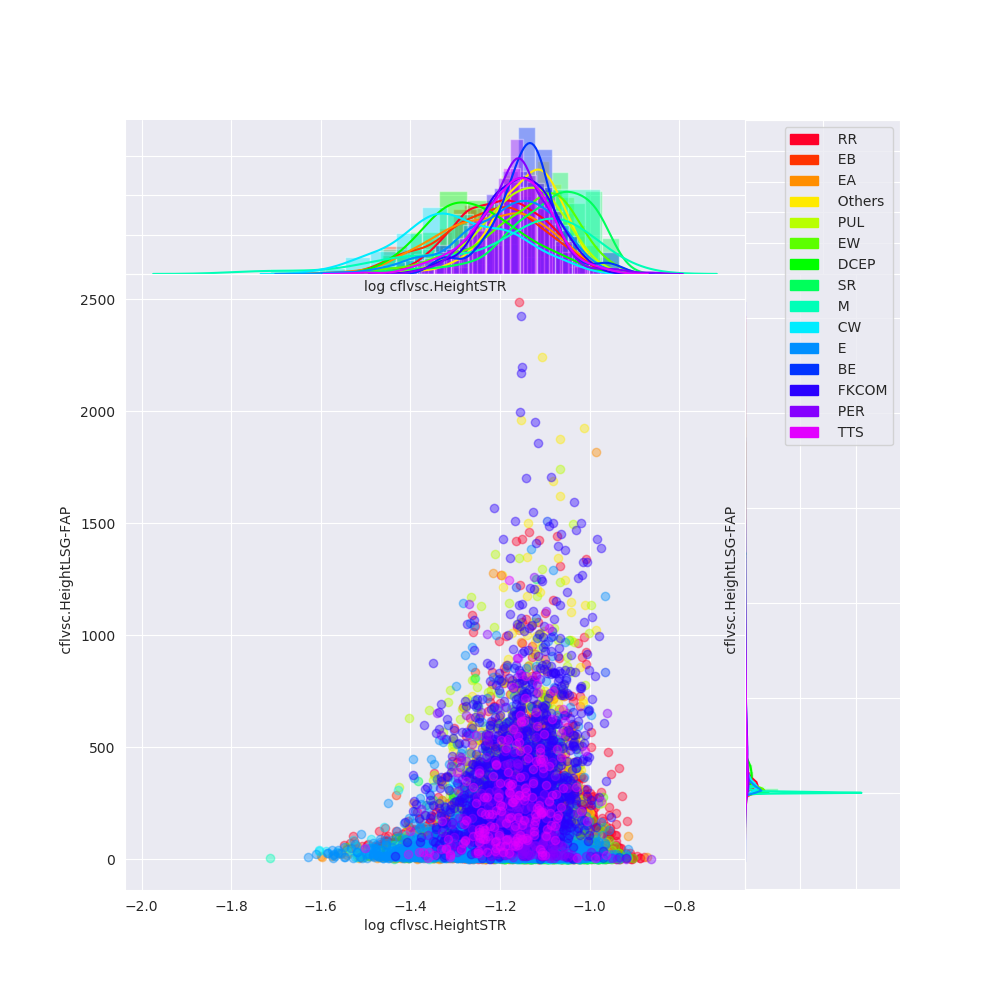 RR
EB
EA
Others
PUL
EW
DCEP
SR
M
CW
E
BE
FKCOM
PER
TTS
log cflvsc.HeightSTR
2500
2000
1500
1000
500
0
cflvsc.HeightLSG-FAP
cflvsc.HeightLSG-FAP
−2.0 −1.8 −1.6 −1.4 −1.2 −1.0 −0.8
log cflvsc.HeightSTR